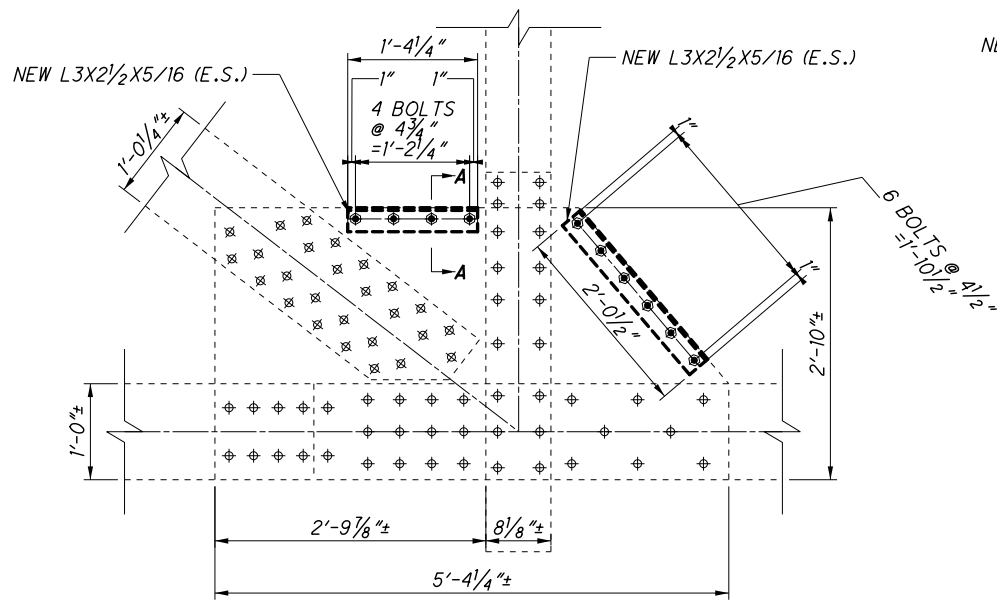 1'-4 1/4"
NE
NEW L3X2 1/2X5/16 (E.S.)
NEW L3X2 1/2X5/16 (E.S.)
1"
1"
4 BOLTS
@ 4 3/4"
=1'-2 1/4"
1'-0 1/4"±
A
A
1"
1"
6 BOLTS @ 4 1/2"
=1'-10 1/2"
2'-0 1/2"
2'-10"±
1'-0"±
2'-9 7/8"±
8 1/8"±
5'-4 1/4"±